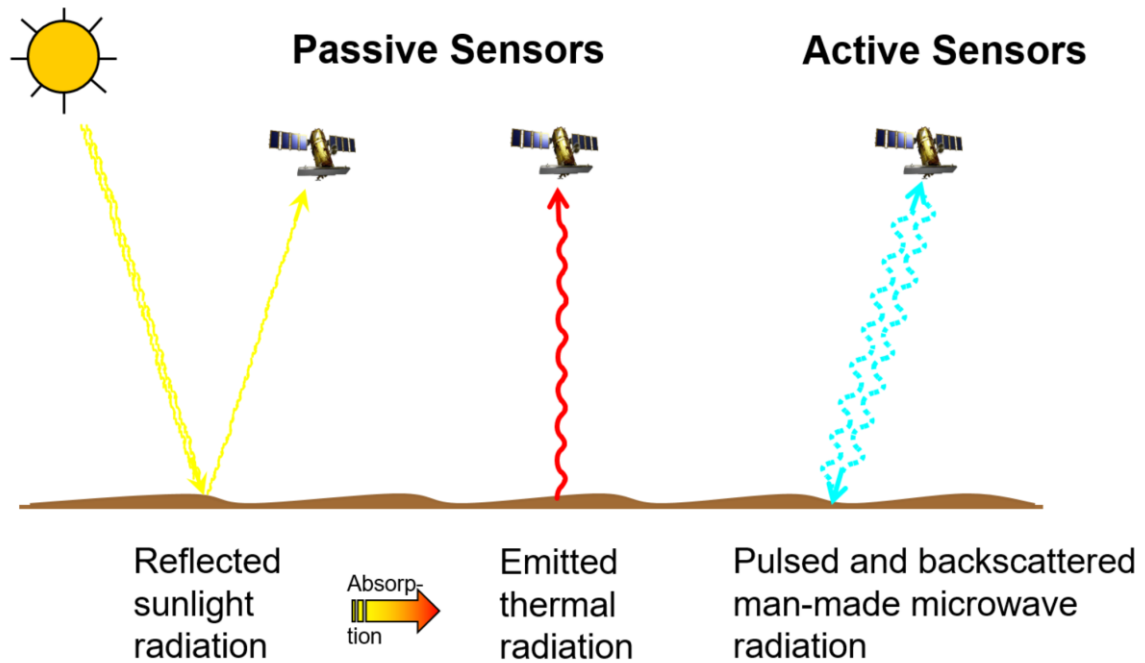 Passive Sensors
Active Sensors
Reflected
sunlight
radiation
Absorp-
tion
Emitted
thermal
radiation
Pulsed and backscattered
man-made microwave
radiation